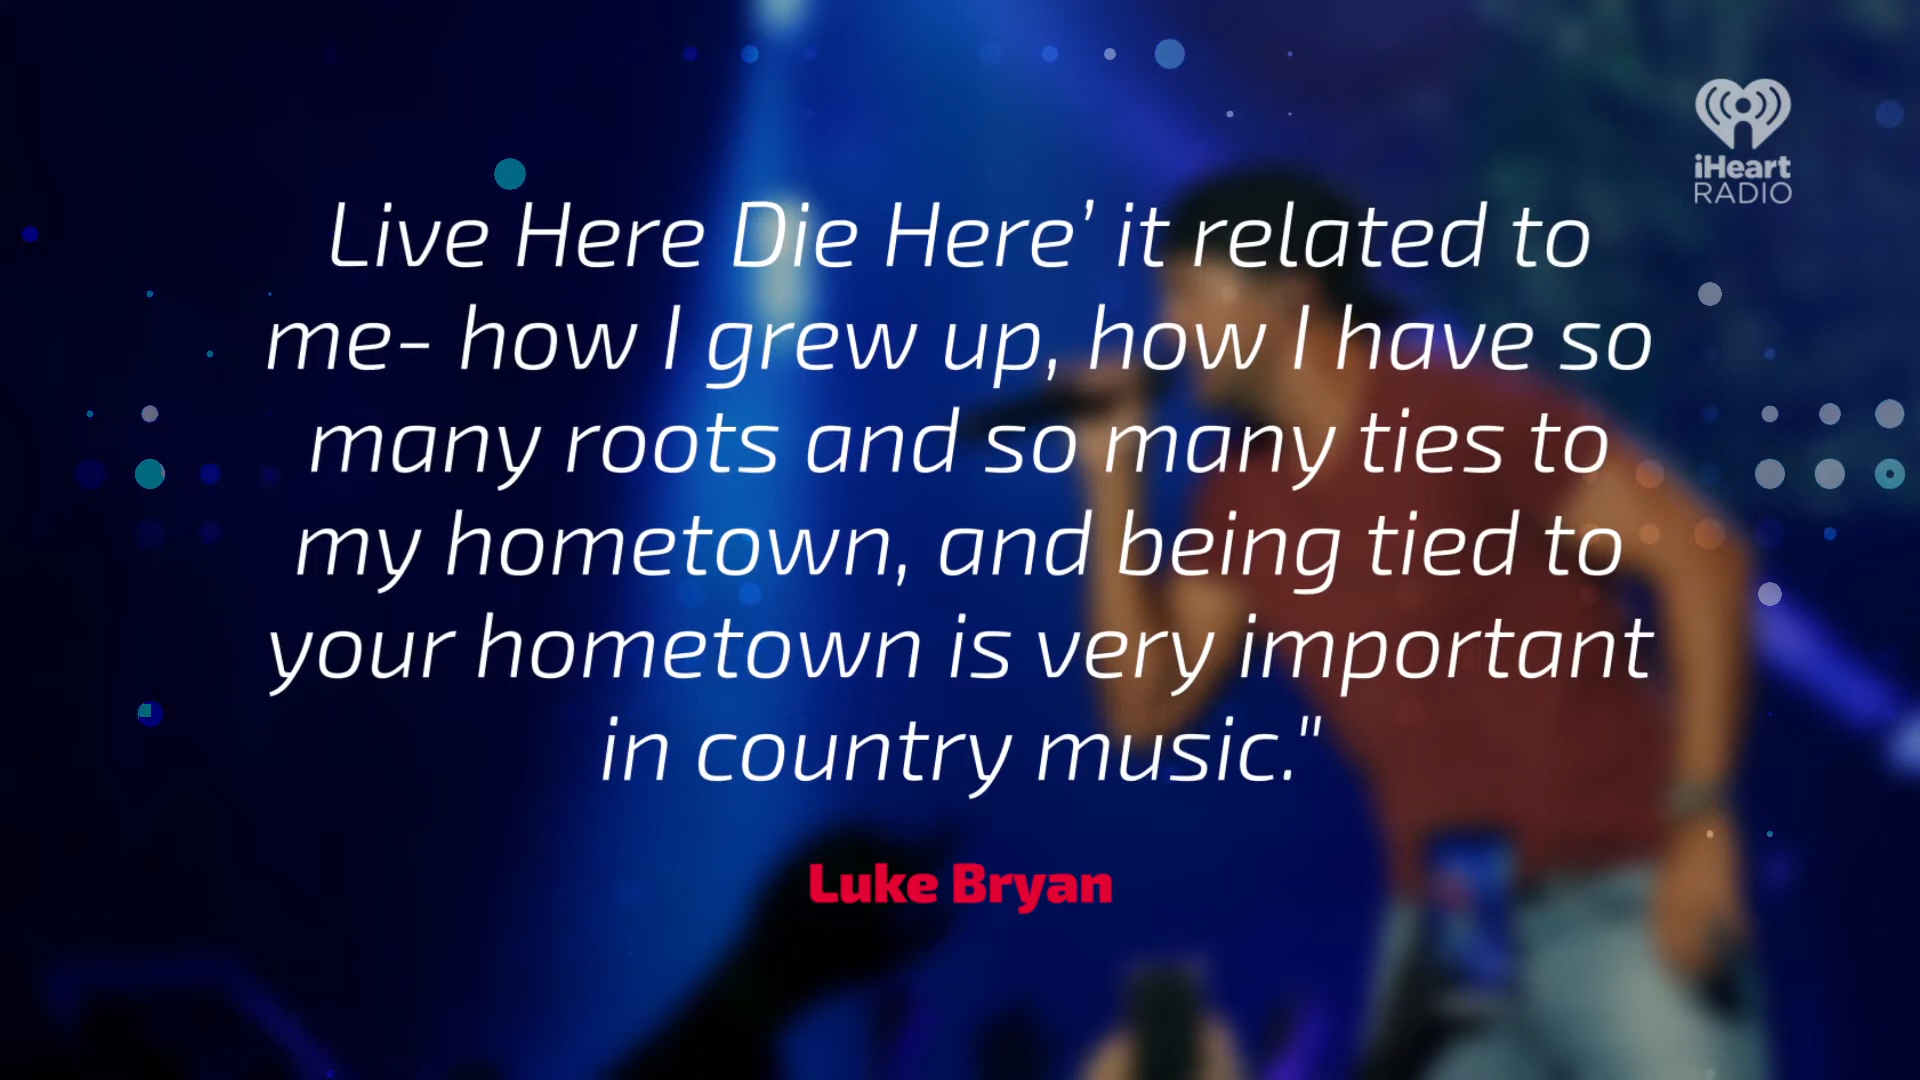 iHeart
RADIO
Live Here Die Here’ it related to
me- how I grew up, how I have so
many roots and so many ties to
my hometown, and being tied to
your hometown is very important
in country music."
Luke Bryan